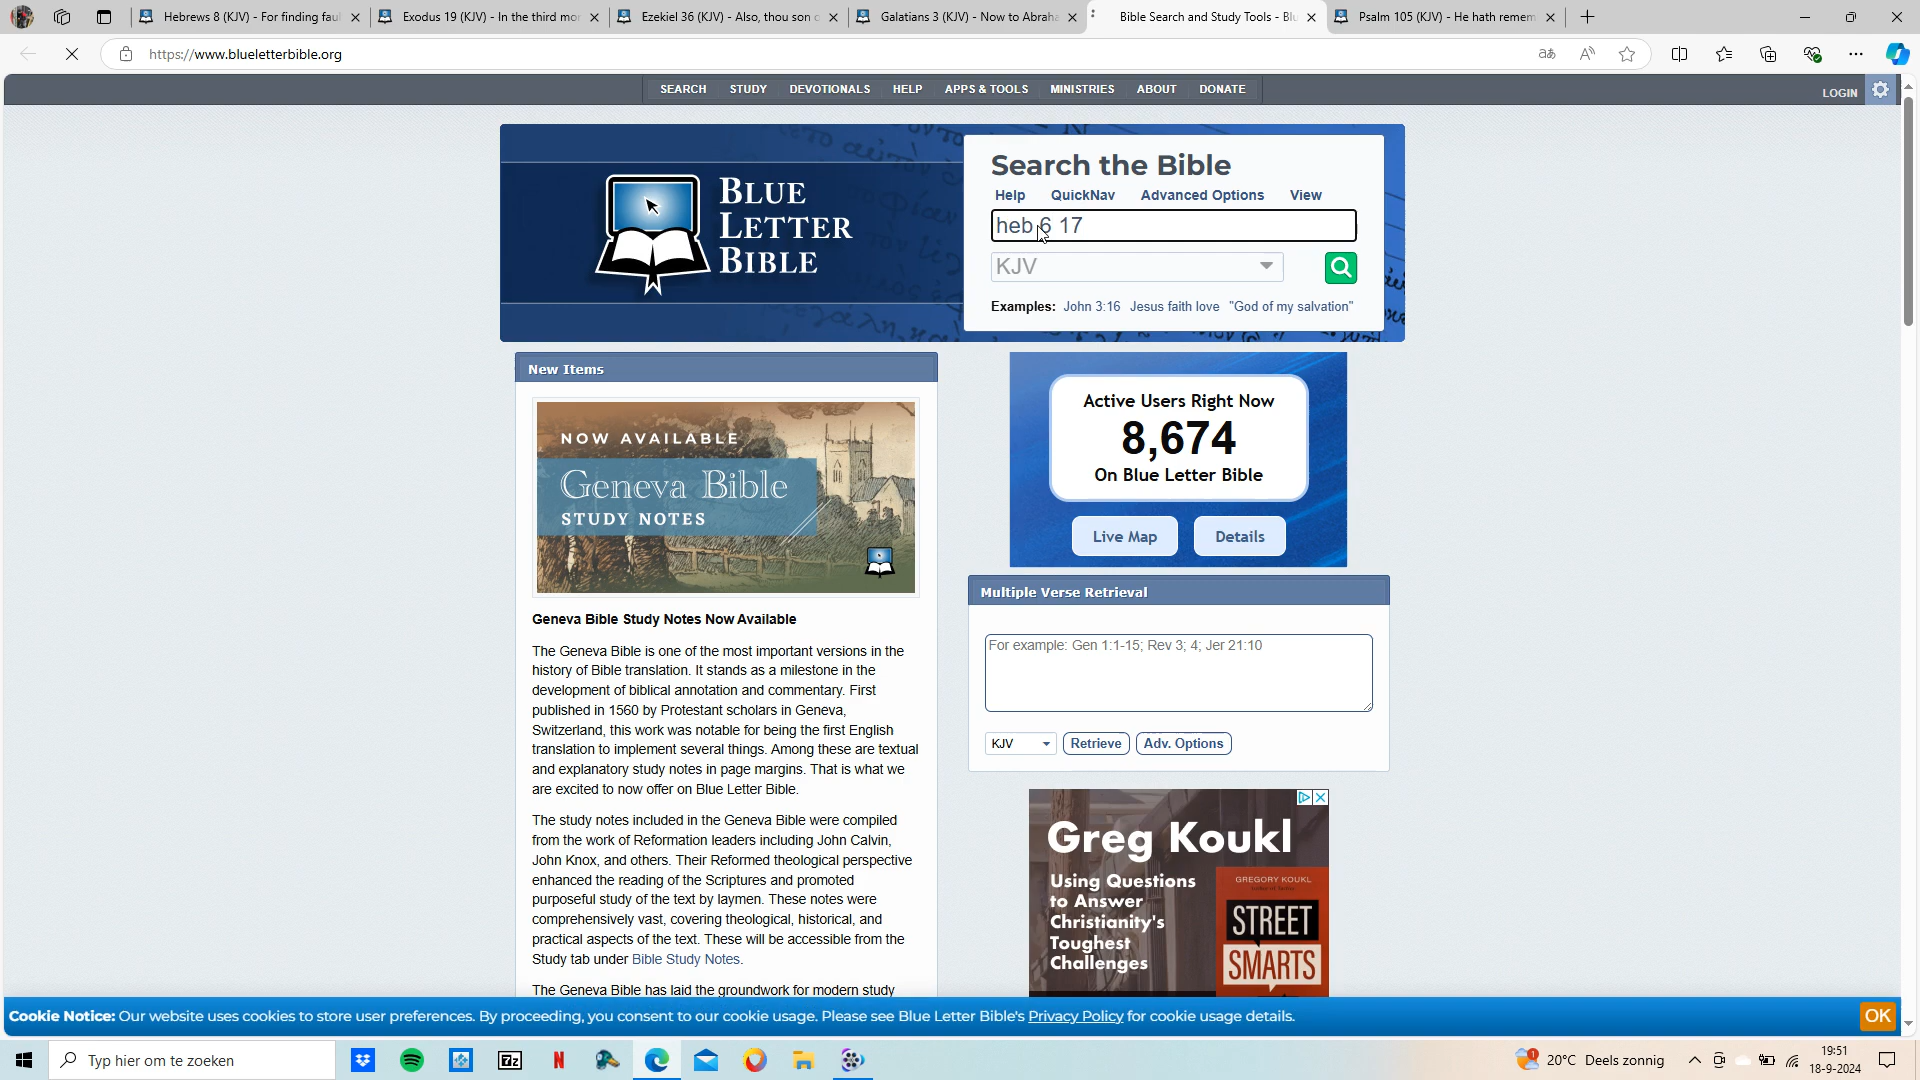 Hebrews 8 (KJV) - For finding fau
Exodus 19 (KJV) - In the third mor
Ezekiel 36 (KJV) - Also, thou son o
Galatians 3 (KJV) - Now to Abraha
Bible Search and Study Tools - Blu
Psalm 105 (KJV) - He hath remem
https://www.blueletterbible.org
SEARCH STUDY DEVOTIONALS HELP APPS & TOOLS MINISTRIES ABOUT DONATE
LOGIN
BLUE
LETTER
BIBLE
Search the Bible
Help QuickNav Advanced Options View
heb 6 17
KJV
Examples: John 3:16 Jesus faith love "God of my salvation"
New Items
NOW AVAILABLE
Geneva Bible
STUDY NOTES
Geneva Bible Study Notes Now Available
The Geneva Bible is one of the most important versions in the
history of Bible translation. It stands as a milestone in the
development of biblical annotation and commentary. First
published in 1560 by Protestant scholars in Geneva,
Switzerland, this work was notable for being the first English
translation to implement several things. Among these are textual
and explanatory study notes in page margins. That is what we
are excited to now offer on Blue Letter Bible.
The study notes included in the Geneva Bible were compiled
from the work of Reformation leaders including John Calvin,
John Knox, and others. Their Reformed theological perspective
enhanced the reading of the Scriptures and promoted
purposeful study of the text by laymen. These notes were
comprehensively vast, covering theological, historical, and
practical aspects of the text. These will be accessible from the
Study tab under Bible Study Notes.
The Geneva Bible has laid the groundwork for modern study
Active Users Right Now
8,674
On Blue Letter Bible
Live Map Details
Multiple Verse Retrieval
For example: Gen 1:1-15; Rev 3; 4; Jer 21:10
KJV Retrieve Adv. Options
Greg Koukl
Using Questions
to Answer
Christianity's
Toughest
Challenges
GREGORY KOUKL
STREET
SMARTS
Cookie Notice: Our website uses cookies to store user preferences. By proceeding, you consent to our cookie usage. Please see Blue Letter Bible's Privacy Policy for cookie usage details.
OK
Typ hier om te zoeken
7z
N
1
20°C Deels zonnig
19:51
18-9-2024